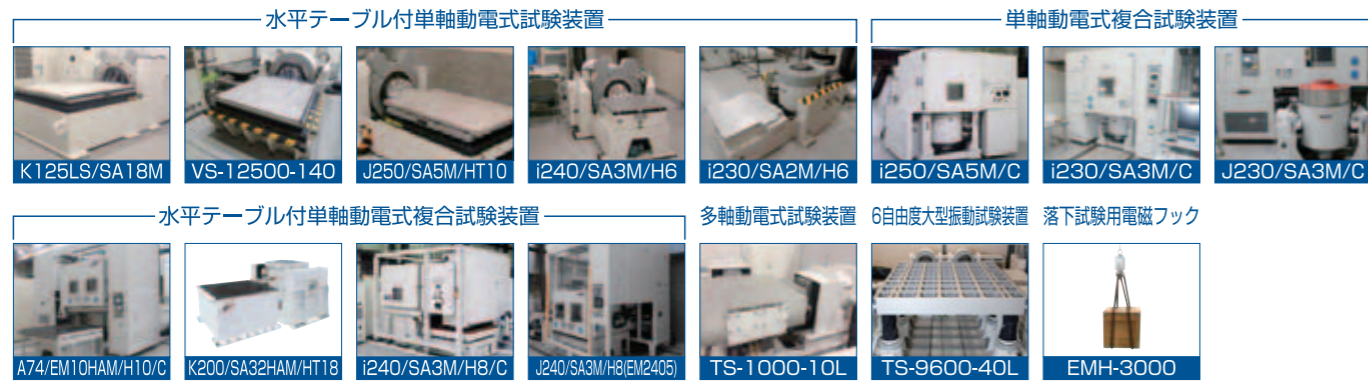 水平テーブル付単軸動電式試験装置
単軸動電式複合試験装置
K125LS/SA18M
VS-12500-140
J250/SA5M/HT10
i240/SA3M/H6
i230/SA2M/H6
i250/SA5M/C
i230/SA3M/C
J230/SA3M/C
水平テーブル付単軸動電式複合試験装置
多軸動電式試験装置
6自由度大型振動試験装置
落下試験用電磁フック
A74/EM10HAM/H10/C
K200/SA32HAM/HT18
i240/SA3M/H8/C
J240/SA3M/H8(EM2405)
TS-1000-10L
TS-9600-40L
EMH-3000